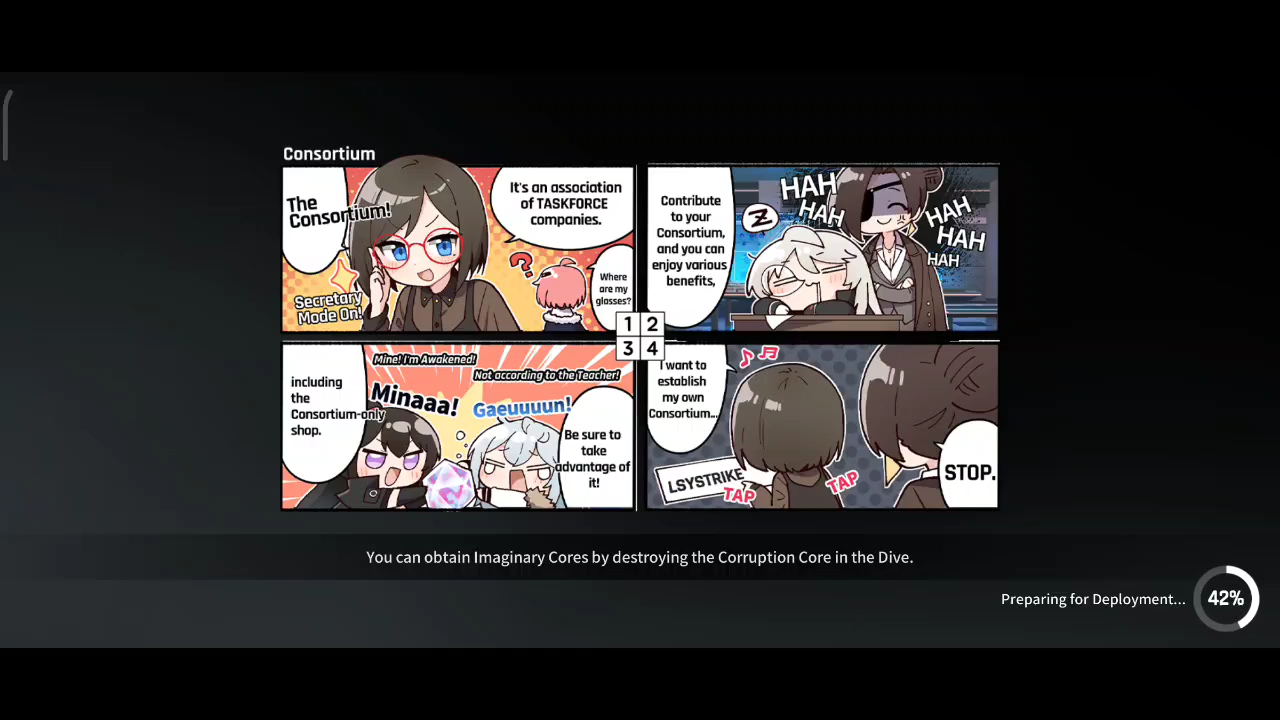 Consortium
The
Consortium!
It's an association
of TASKFORCE
companies.
Secretary
Mode On!
?
Where
are my
glasses?
Contribute
to your
Consortium,
and you can
enjoy various
benefits,
Z
HAH
HAH
HAH
HAH
HAH
1 2
3 4
including
the
Consortium-only
shop.
Mine! I'm Awakened!
Not according to the Teacher!
Minaaa!
Gaeuuuun!
Be sure to
take
advantage of
it!
I want to
establish
my own
Consortium...
LSYSTRIKE
TAP
TAP
STOP.
You can obtain Imaginary Cores by destroying the Corruption Core in the Dive.
Preparing for Deployment...
42%